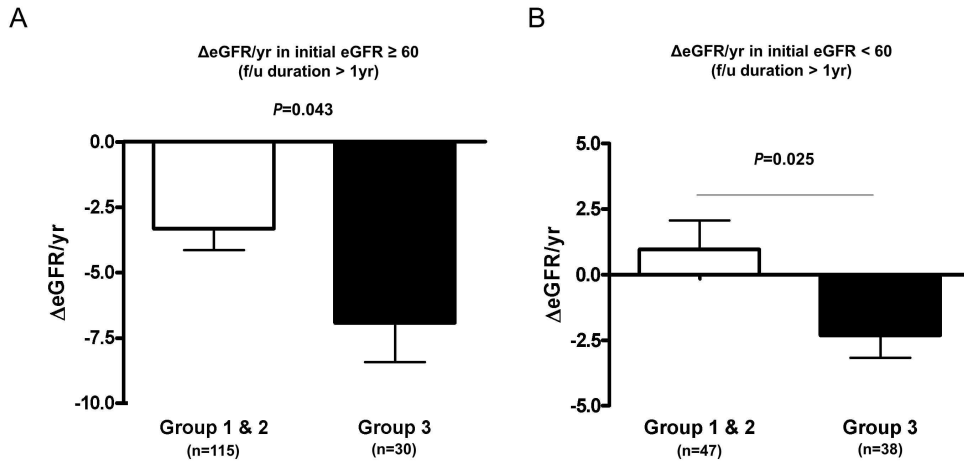 A
ΔeGFR/yr in initial eGFR ≥ 60
(f/u duration > 1yr)
P=0.043
0.0
-2.5
-5.0
-7.5
-10.0
ΔeGFR/yr
Group 1 & 2
(n=115)
Group 3
(n=30)
B
ΔeGFR/yr in initial eGFR < 60
(f/u duration > 1yr)
P=0.025
5.0
2.5
0.0
-2.5
-5.0
ΔeGFR/yr
Group 1 & 2
(n=47)
Group 3
(n=38)